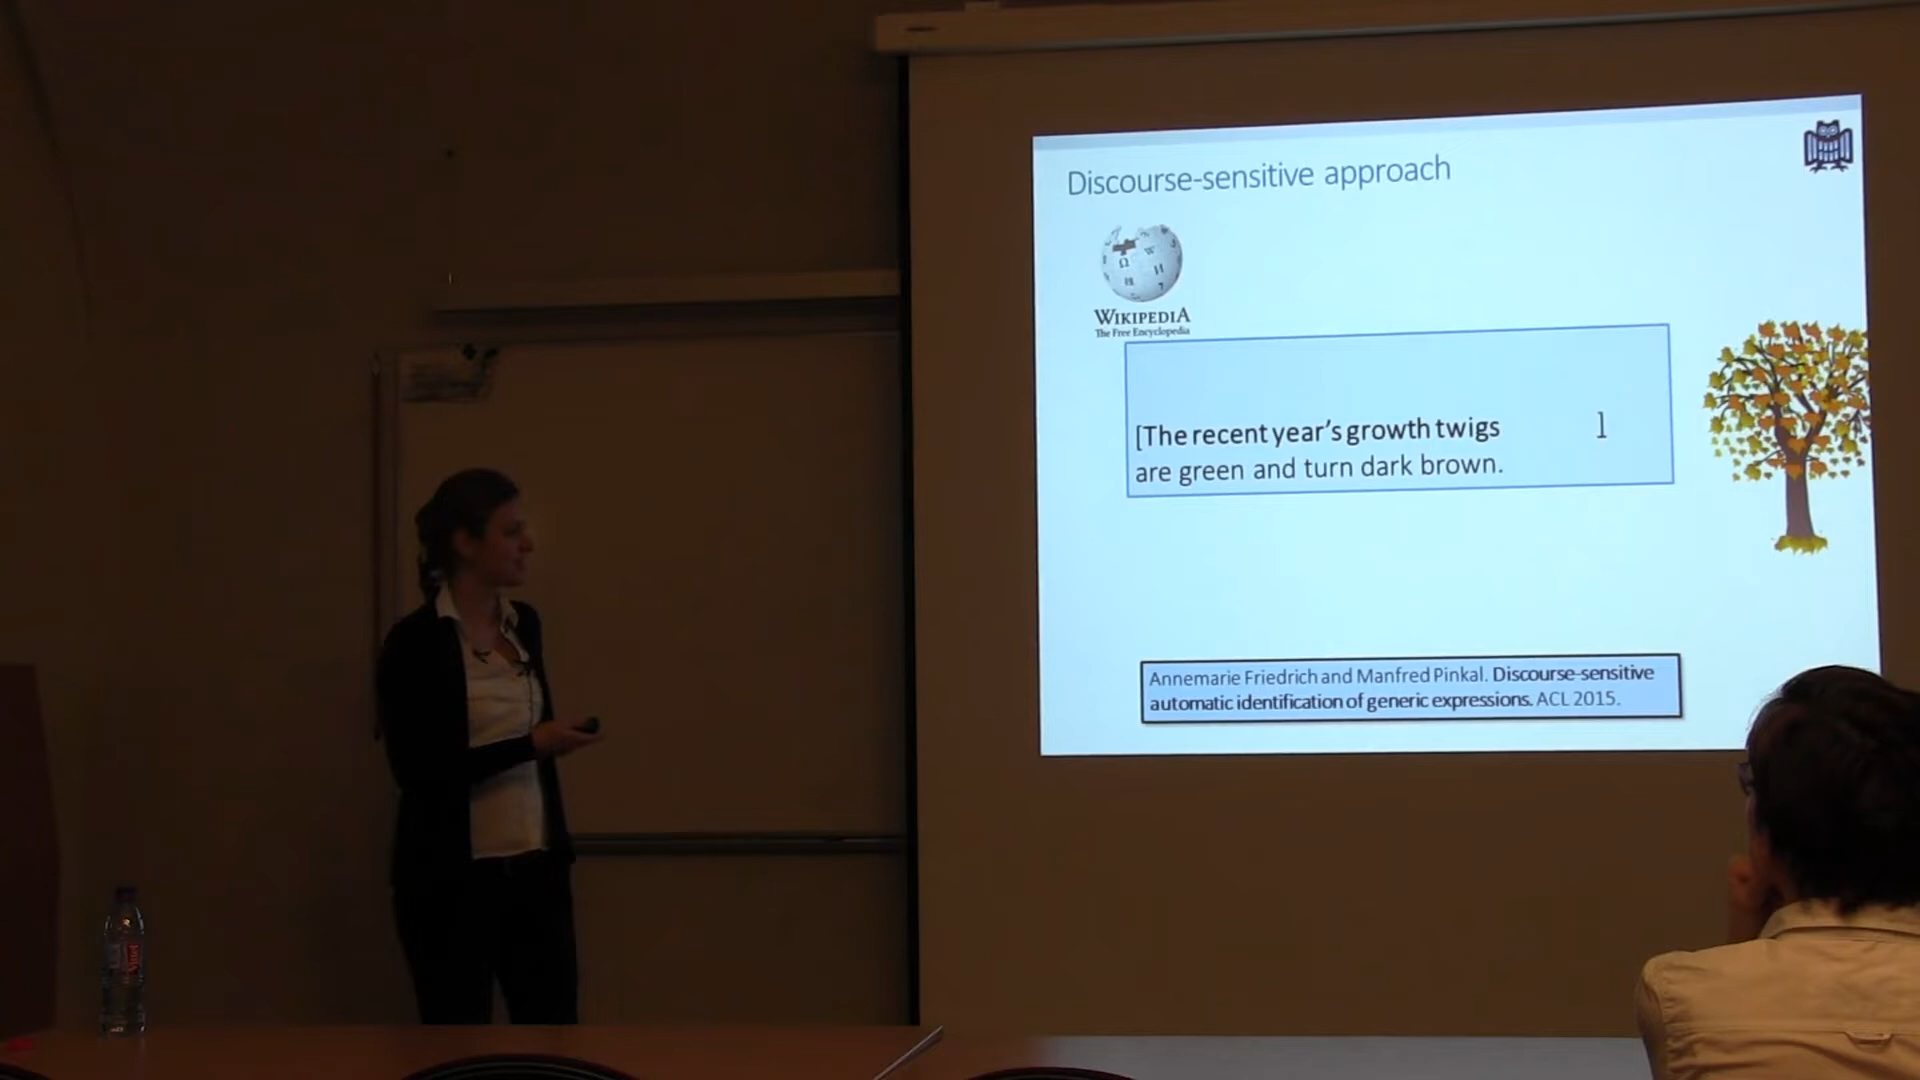 Discourse-sensitive approach
WIKIPEDIA
The Free Encyclopedia
[The recent year's growth twigs ]
are green and turn dark brown.
Annemarie Friedrich and Manfred Pinkal. Discourse-sensitive
automatic identification of generic expressions. ACL 2015.
Vittel